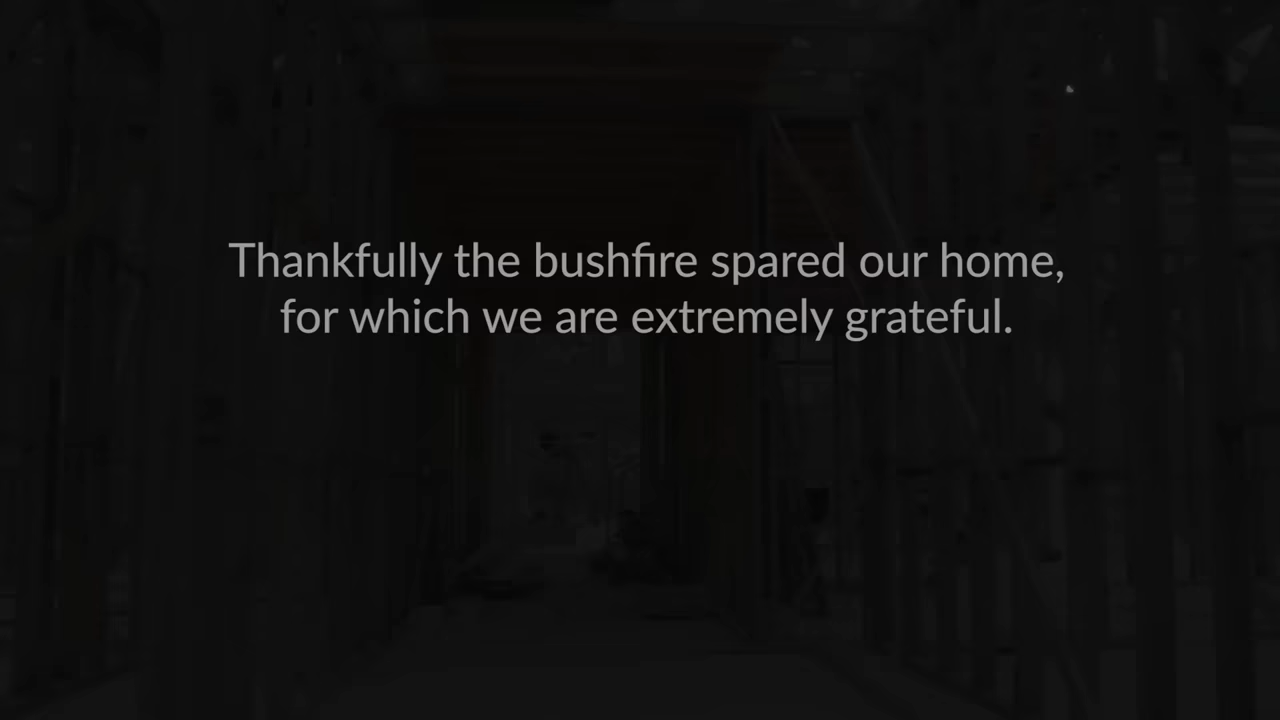 Thankfully the bushfire spared our home,
for which we are extremely grateful.